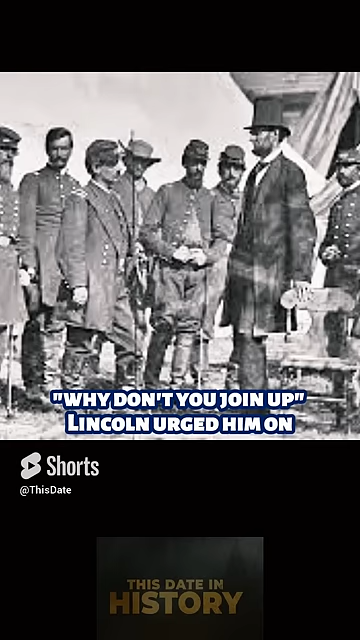 "WHY DON'T YOU JOIN UP"
LINCOLN URGED HIM ON
Shorts
@ThisDate
THIS DATE IN
HISTORY